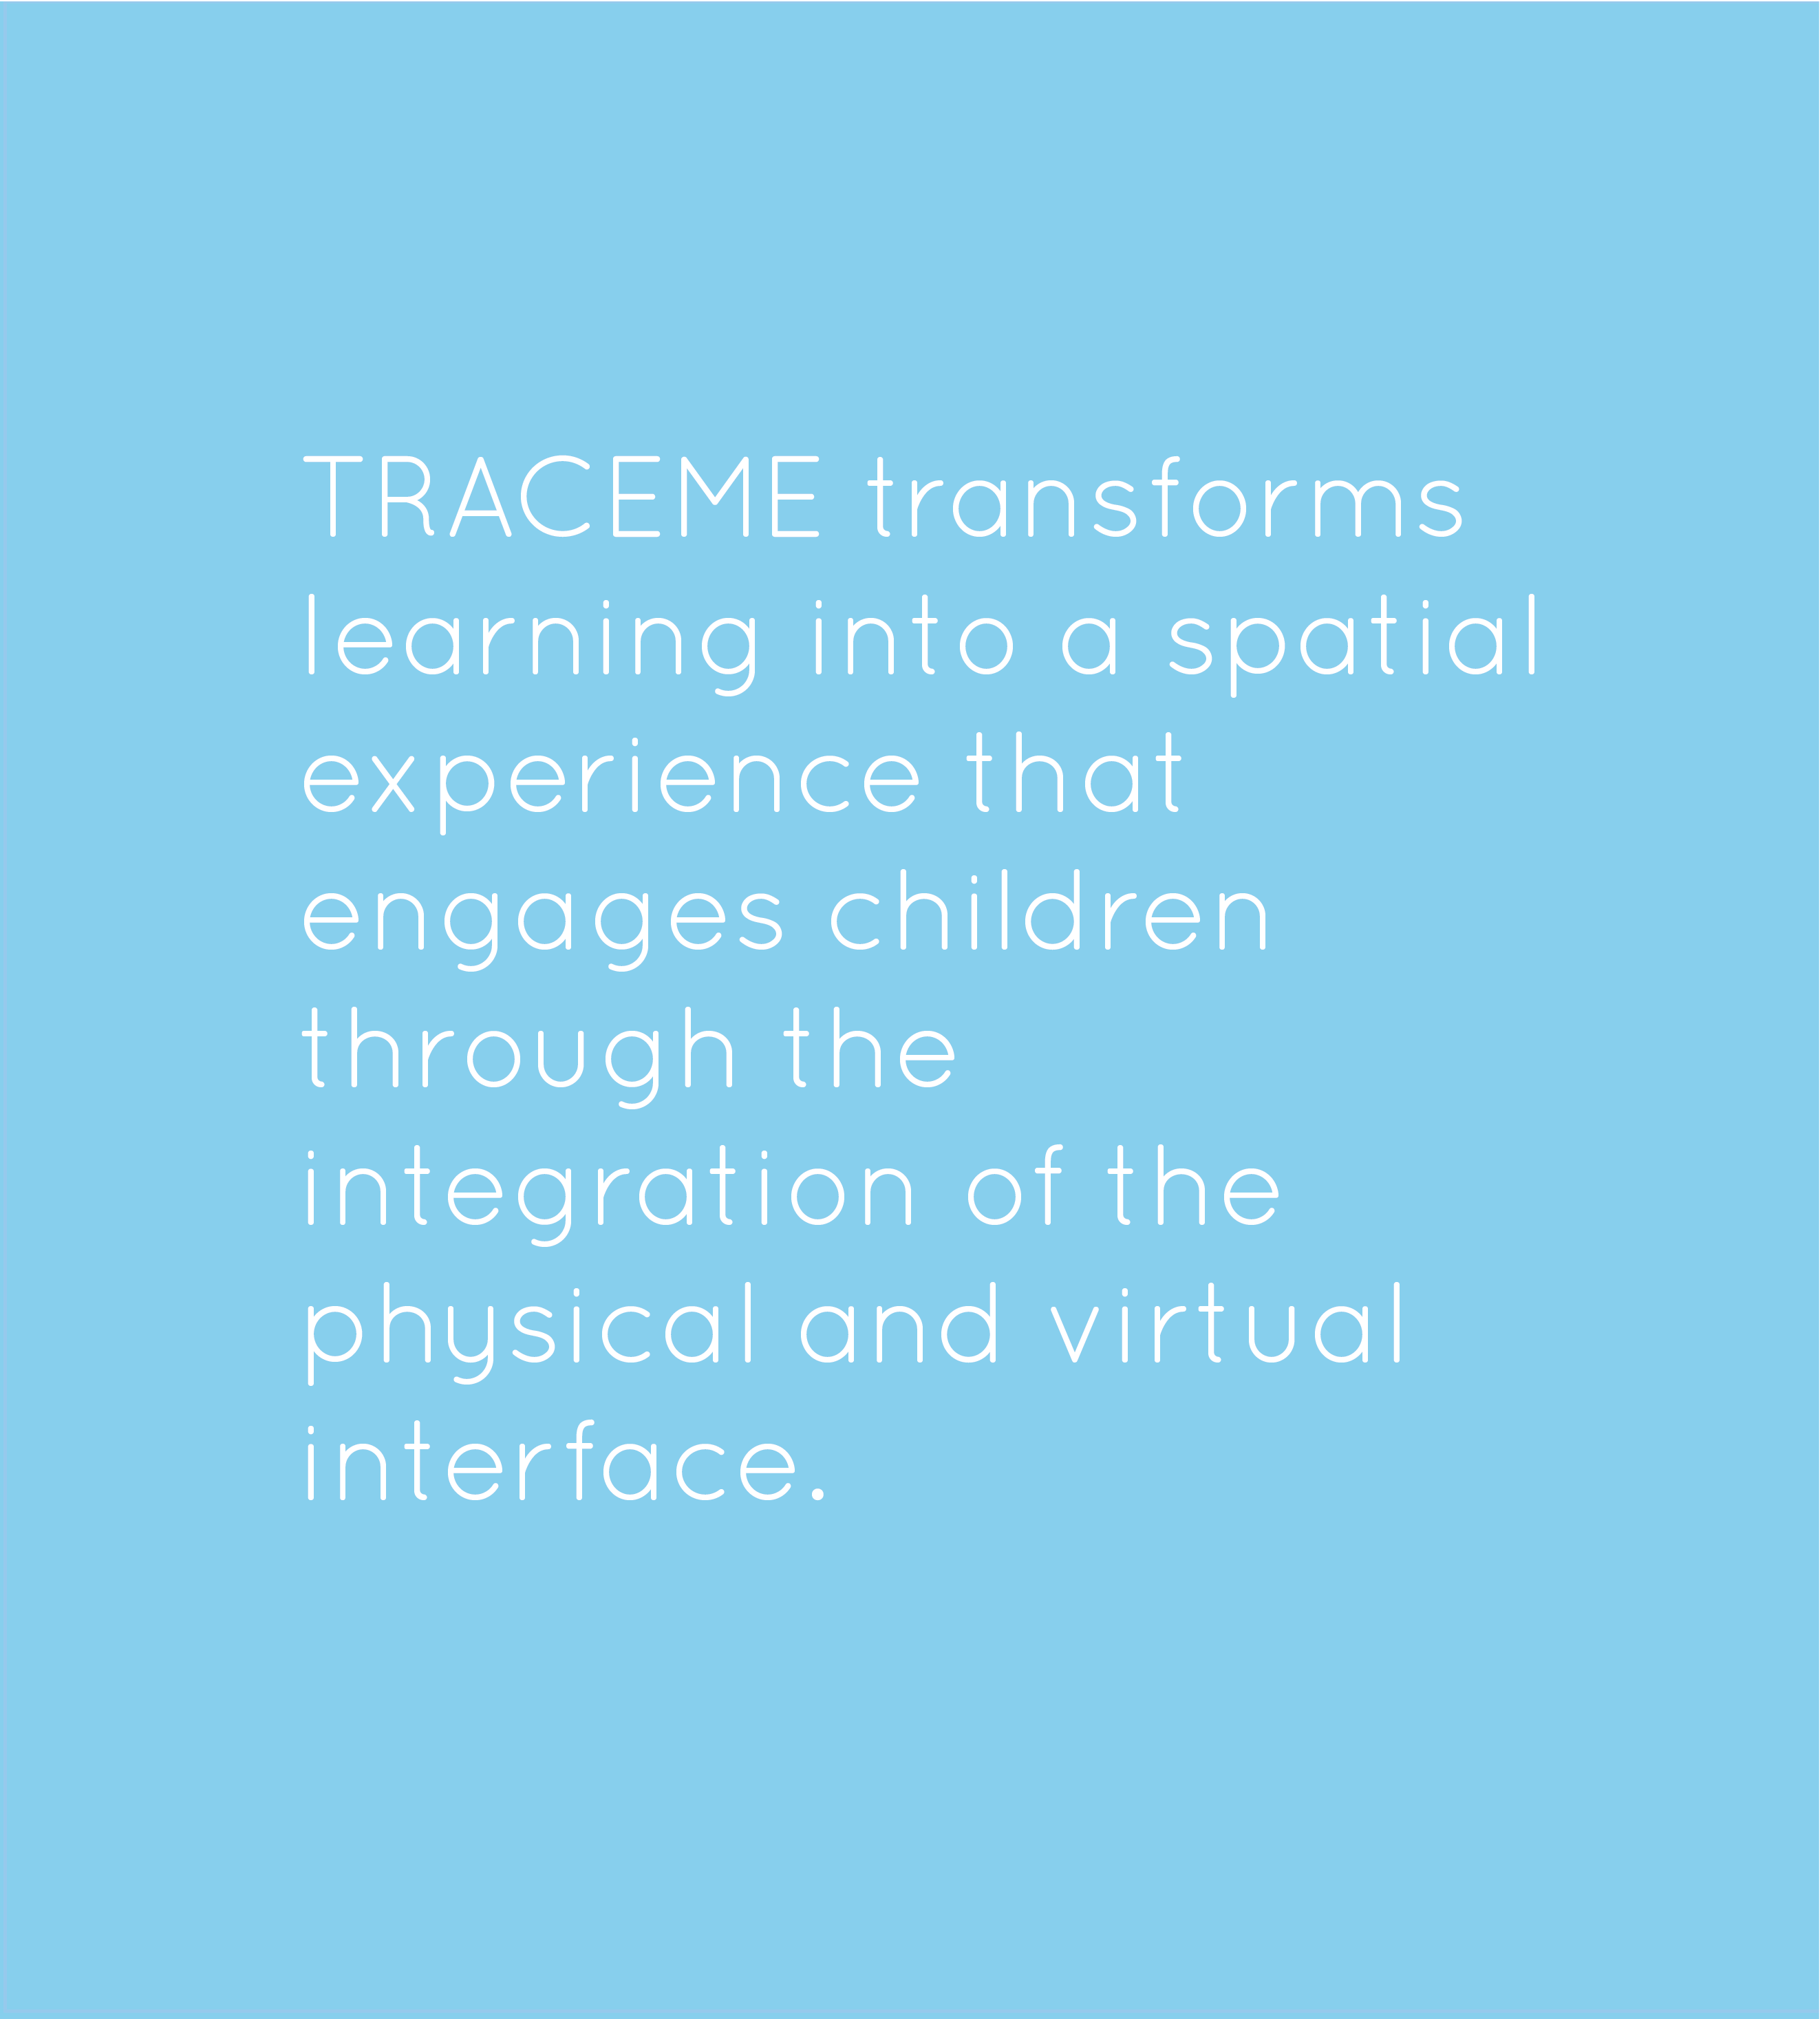 TRACEME transforms
learning into a spatial
experience that
engages children
through the
integration of the
physical and virtual
interface.